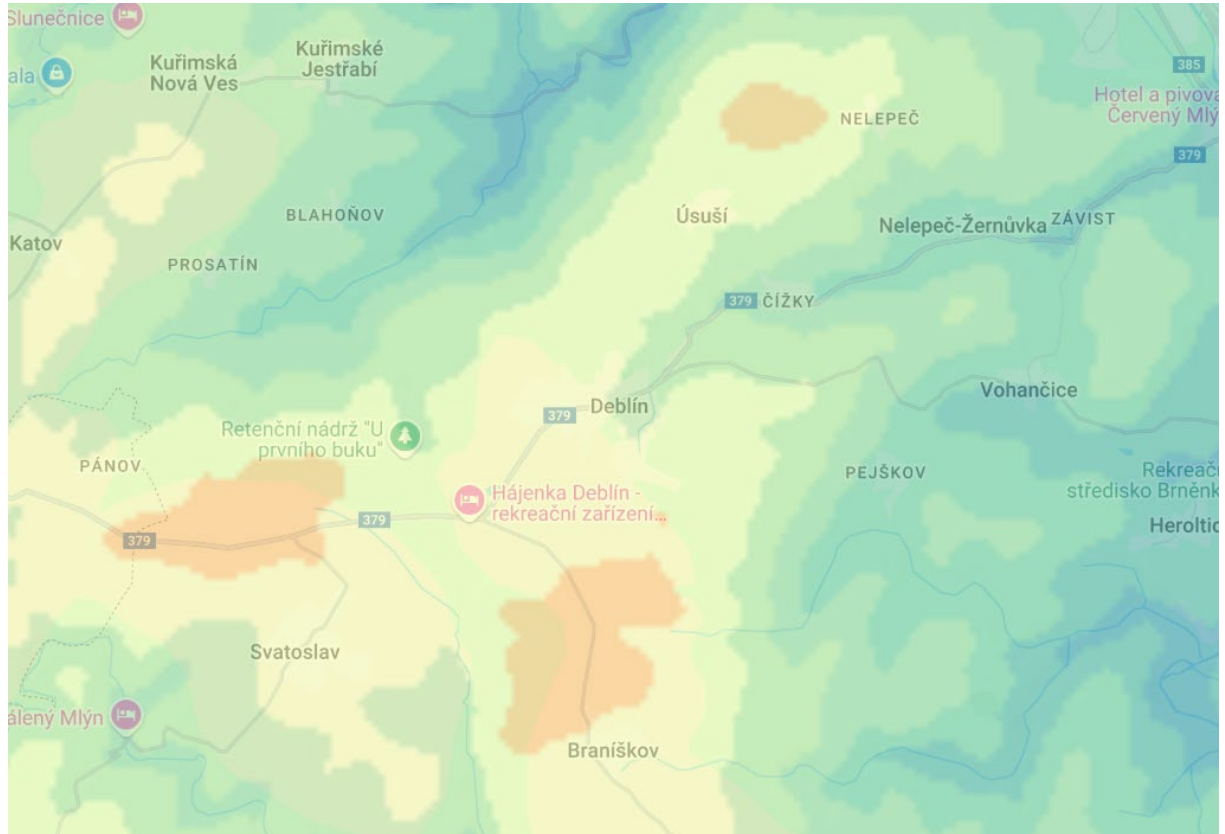 Slunečnice
Kuřimská
Nová Ves
Kuřimské
Jestřabí
385
ala
Hotel a pivova
Červený Mlý
NELEPEČ
379
BLAHOŇOV
Úsuší
Nelepeč-Žernůvka
ZÁVIST
Katov
PROSATÍN
379
ČÍŽKY
Vohančice
379
Deblín
Retenční nádrž "U
prvního buku"
PÁNOV
PEJŠKOV
Rekreačn
středisko Brněnk
Hájenka Deblín -
rekreační zařízení...
379
379
Heroltic
Svatoslav
álený Mlýn
Braníškov